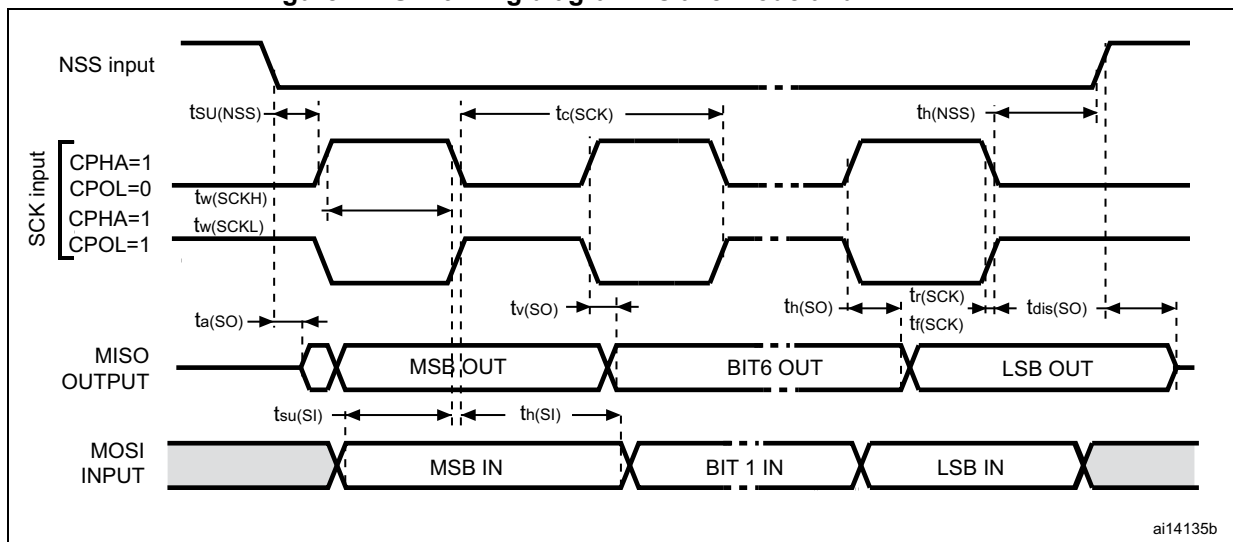 NSS input
tSU(NSS)
tc(SCK)
th(NSS)
SCK input
CPHA=1
CPOL=0
tw(SCKH)
CPHA=1
tw(SCKL)
CPOL=1
ta(SO)
tv(SO)
th(SO)
tr(SCK)
tf(SCK)
tdis(SO)
MISO
OUTPUT
MSB OUT
BIT6 OUT
LSB OUT
tsu(SI)
th(SI)
MOSI
INPUT
MSB IN
BIT 1 IN
LSB IN
ai14135b